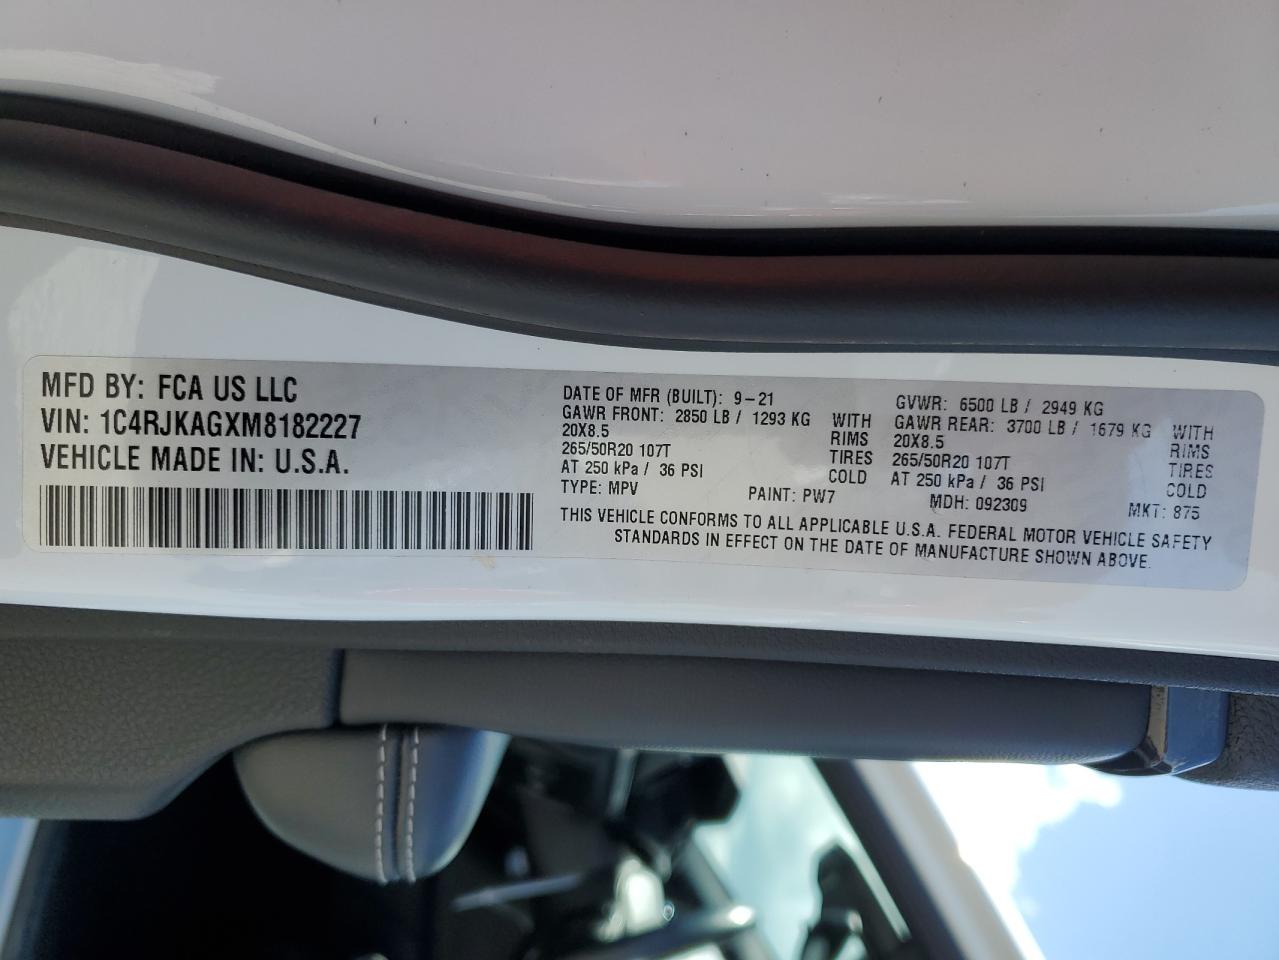 MFD BY: FCA US LLC
VIN: 1C4RJKAGXM8182227
VEHICLE MADE IN: U.S.A.
DATE OF MFR (BUILT): 9-21
GVWR: 6500 LB / 2949 KG
GAWR FRONT: 2850 LB / 1293 KG WITH
20X8.5 RIMS
265/50R20 107T TIRES
AT 250 kPa / 36 PSI COLD
GAWR REAR: 3700 LB / 1679 KG WITH
20X8.5 RIMS
265/50R20 107T TIRES
AT 250 kPa / 36 PSI COLD
TYPE: MPV PAINT: PW7 MDH: 092309 MKT: 875
THIS VEHICLE CONFORMS TO ALL APPLICABLE U.S.A. FEDERAL MOTOR VEHICLE SAFETY
STANDARDS IN EFFECT ON THE DATE OF MANUFACTURE SHOWN ABOVE.